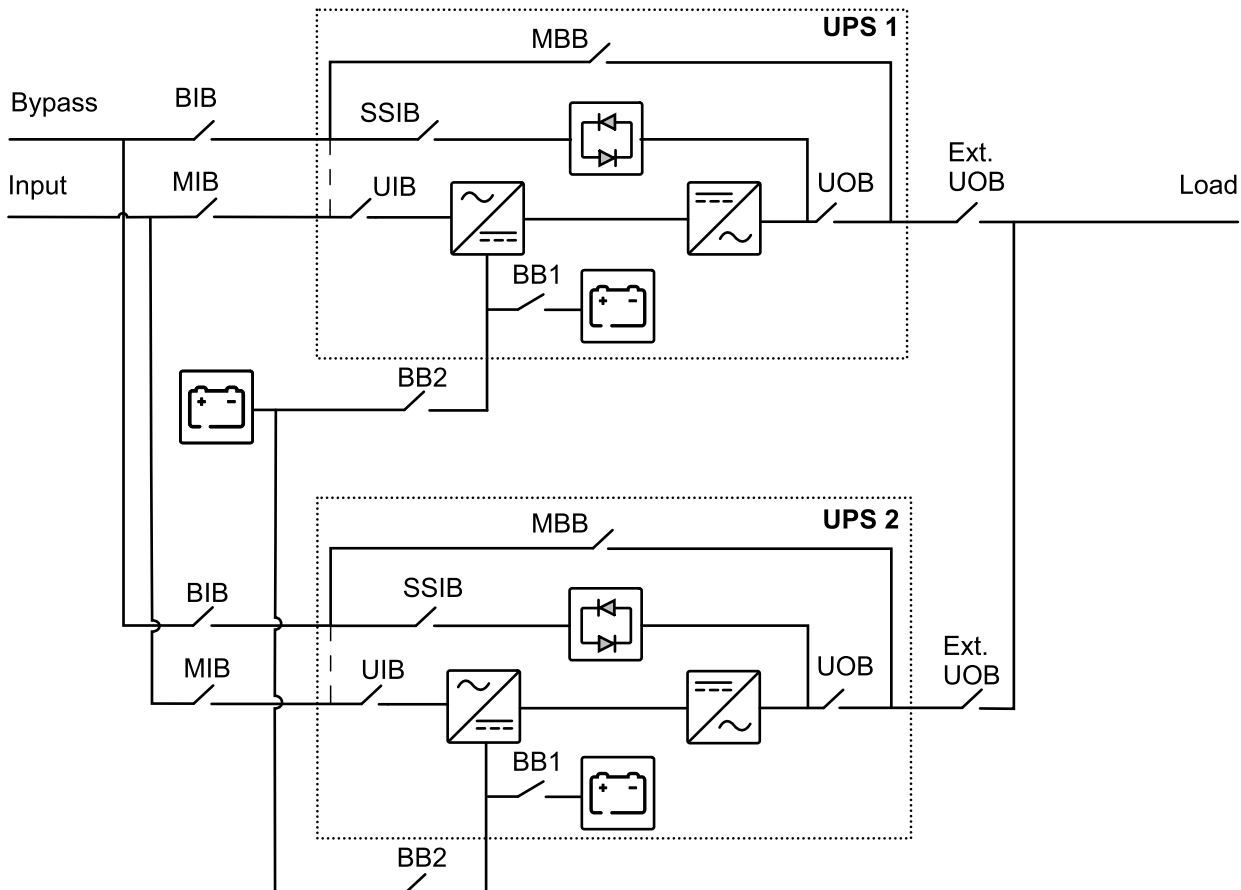 UPS 1
MBB
Bypass
BIB
SSIB
Ext.
UOB
Input
MIB
UIB
UOB
Load
BB1
BB2
UPS 2
MBB
BIB
SSIB
Ext.
UOB
MIB
UIB
UOB
BB1
BB2